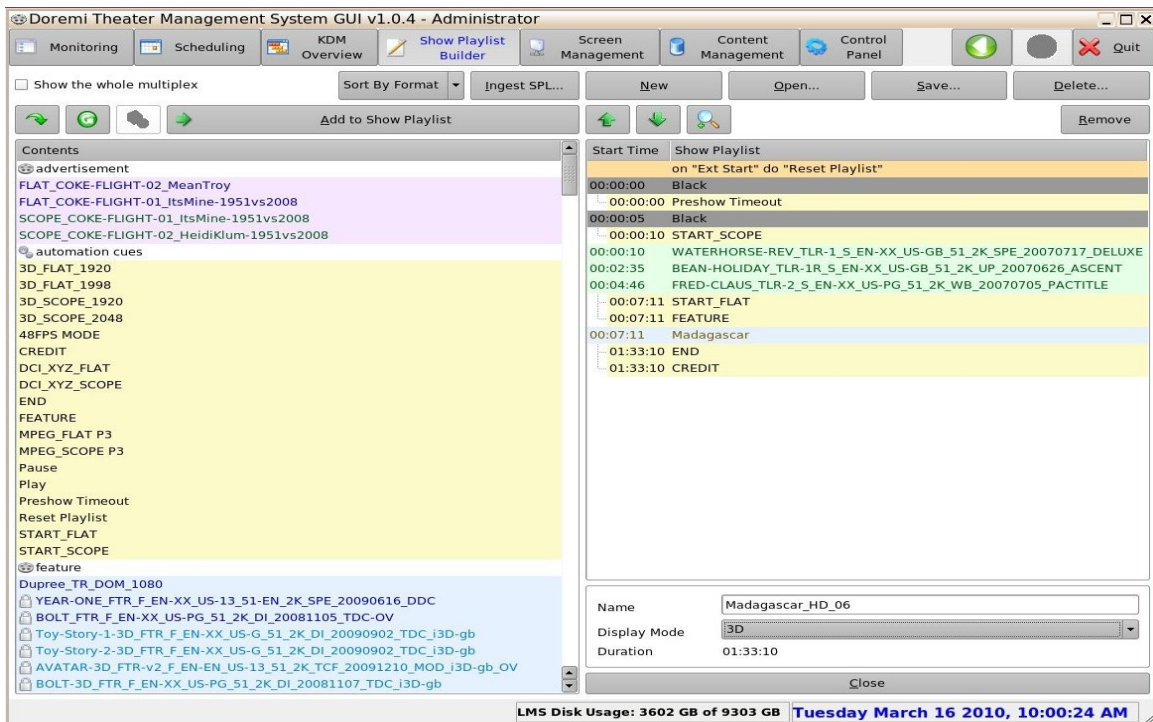 Doremi Theater Management System GUI v1.0.4 - Administrator
Monitoring
Scheduling
KDM Overview
Show Playlist Builder
Screen Management
Content Management
Control Panel
Quit
Show the whole multiplex
Sort By Format
Ingest SPL...
New
Open...
Save...
Delete...
Add to Show Playlist
Remove
Contents
advertisement
FLAT_COKE-FLIGHT-02_MeanTroy
FLAT_COKE-FLIGHT-01_ItsMine-1951vs2008
SCOPE_COKE-FLIGHT-01_ItsMine-1951vs2008
SCOPE_COKE-FLIGHT-02_HeidiKlum-1951vs2008
automation cues
3D_FLAT_1920
3D_FLAT_1998
3D_SCOPE_1920
3D_SCOPE_2048
48FPS MODE
CREDIT
DCI_XYZ_FLAT
DCI_XYZ_SCOPE
END
FEATURE
MPEG_FLAT P3
MPEG_SCOPE P3
Pause
Play
Preshow Timeout
Reset Playlist
START_FLAT
START_SCOPE
feature
Dupree_TR_DOM_1080
YEAR-ONE_FTR_F_EN-XX_US-13_51-EN_2K_SPE_20090616_DDC
BOLT_FTR_F_EN-XX_US-PG_51_2K_DI_20081105_TDC-OV
Toy-Story-1-3D_FTR_F_EN-XX_US-G_51_2K_DI_20090902_TDC_i3D-gb
Toy-Story-2-3D_FTR_F_EN-XX_US-G_51_2K_DI_20090902_TDC_i3D-gb
AVATAR-3D_FTR-v2_F_EN-EN_US-13_51_2K_TCF_20091210_MOD_i3D-gb_OV
BOLT-3D_FTR_F_EN-XX_US-PG_51_2K_DI_20081107_TDC_i3D-gb
Start Time Show Playlist
on "Ext Start" do "Reset Playlist"
00:00:00 Black
00:00:00 Preshow Timeout
00:00:05 Black
00:00:10 START_SCOPE
00:00:10 WATERHORSE-REV_TLR-1_S_EN-XX_US-GB_51_2K_SPE_20070717_DELUXE
00:02:35 BEAN-HOLIDAY_TLR-1R_S_EN-XX_US-GB_51_2K_UP_20070626_ASCENT
00:04:46 FRED-CLAUS_TLR-2_S_EN-XX_US-PG_51_2K_WB_20070705_PACTITLE
00:07:11 START_FLAT
00:07:11 FEATURE
00:07:11 Madagascar
01:33:10 END
01:33:10 CREDIT
Name Madagascar_HD_06
Display Mode 3D
Duration 01:33:10
Close
LMS Disk Usage: 3602 GB of 9303 GB Tuesday March 16 2010, 10:00:24 AM